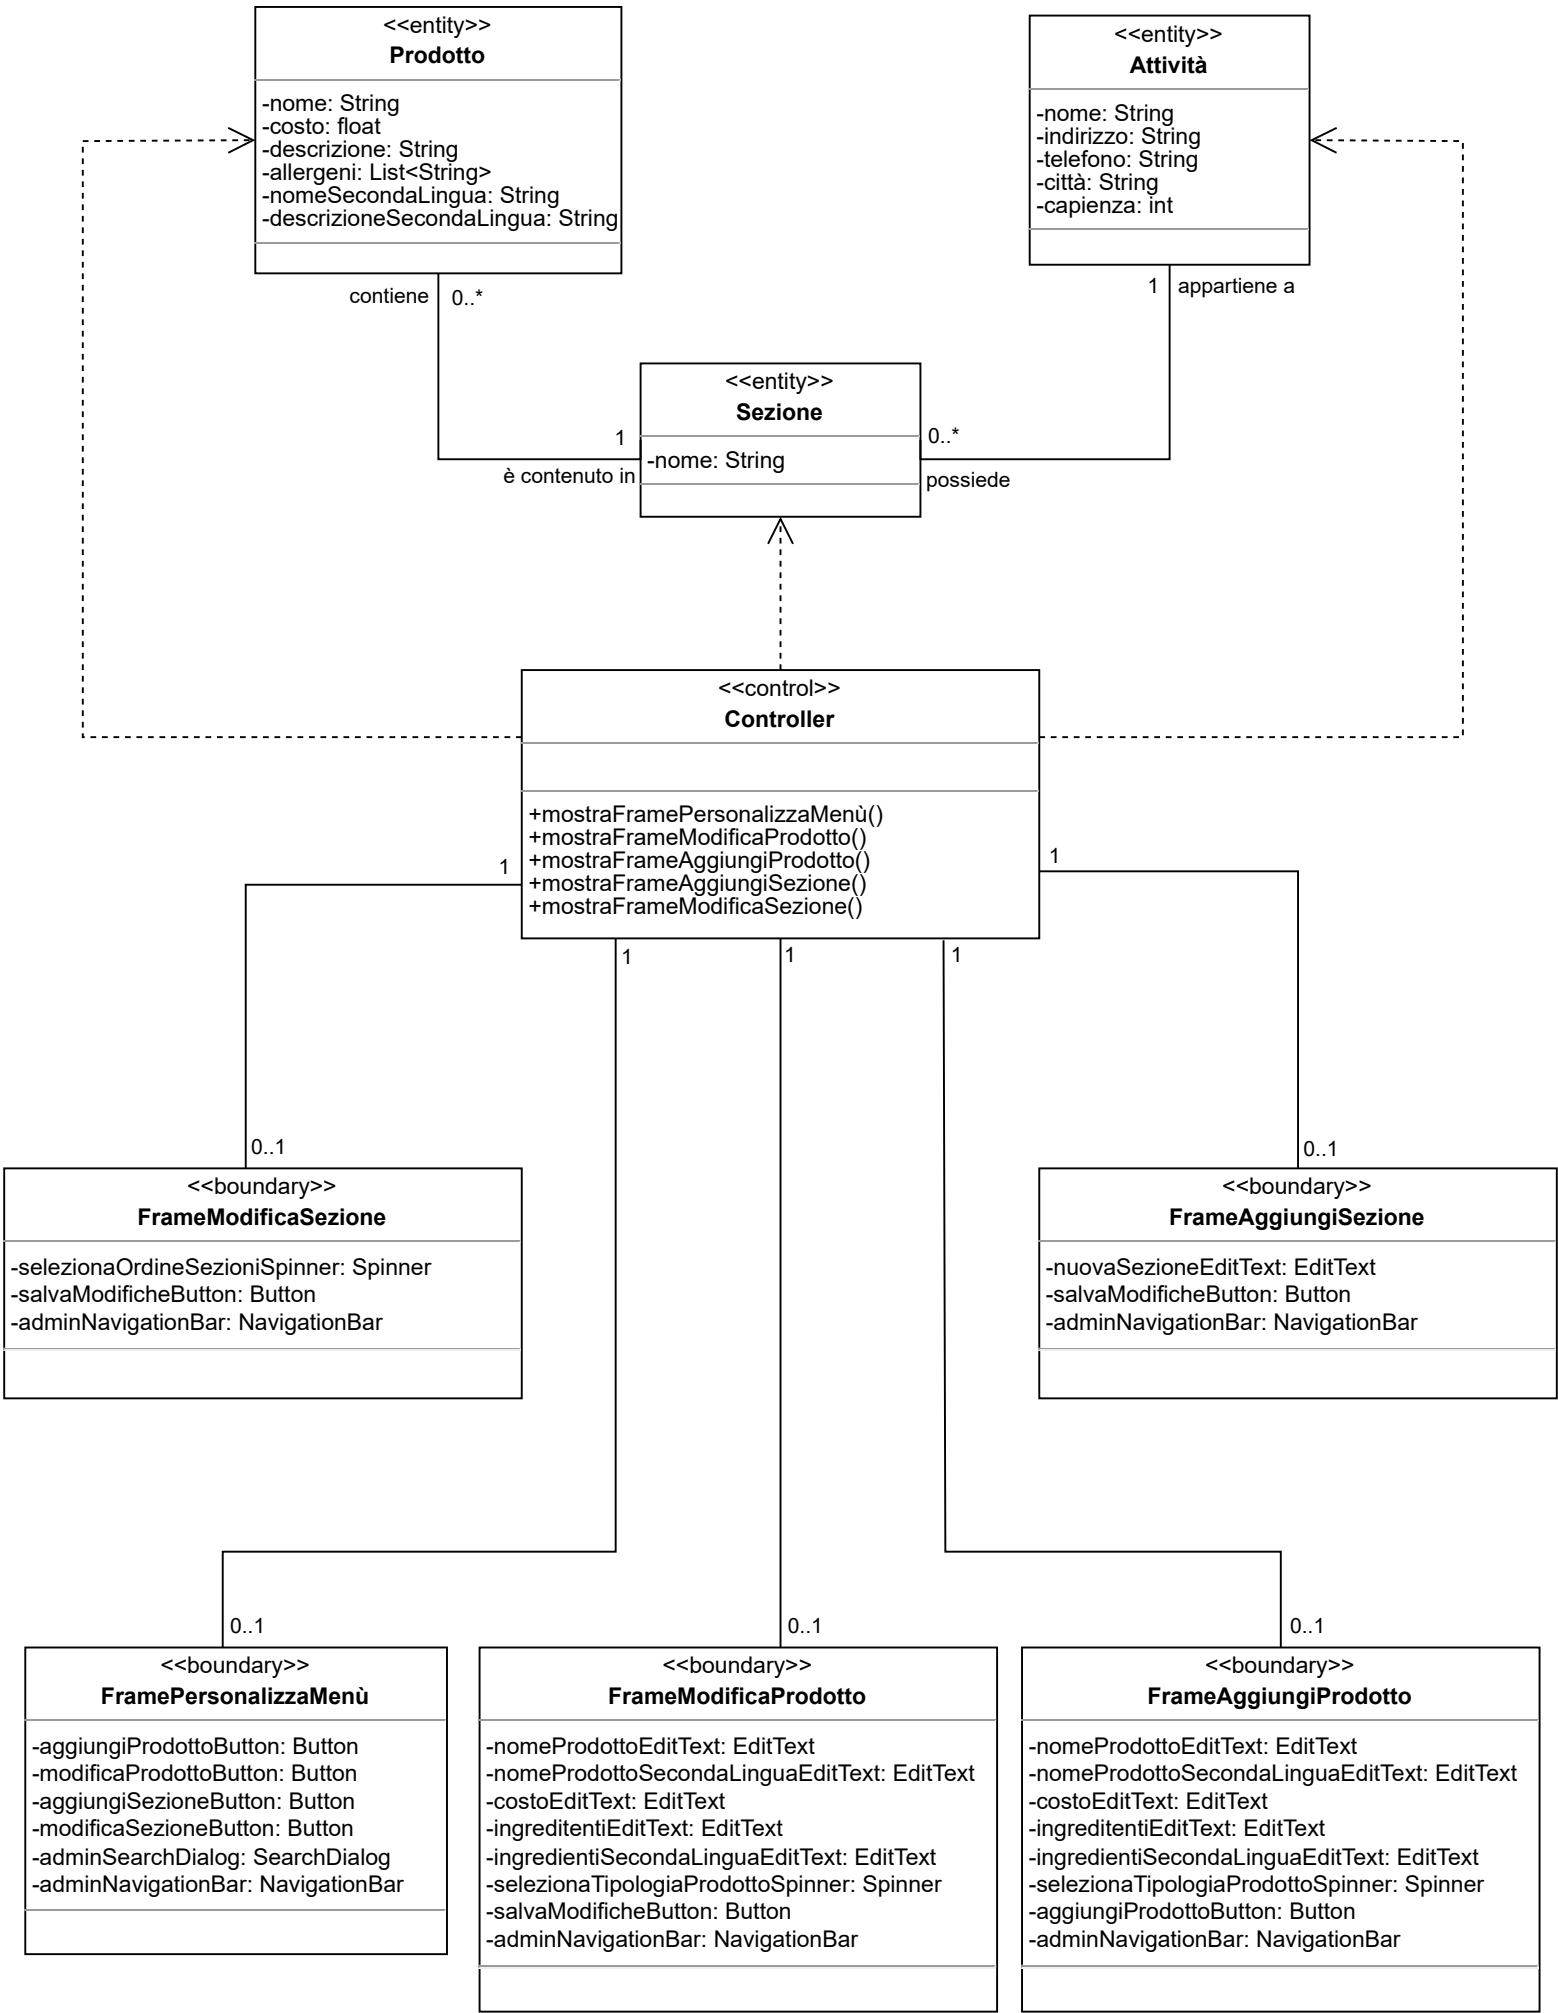 <<entity>>
Prodotto
-nome: String
-costo: float
-descrizione: String
-allergeni: List<String>
-nomeSecondaLingua: String
-descrizioneSecondaLingua: String
<<entity>>
Attività
-nome: String
-indirizzo: String
-telefono: String
-città: String
-capienza: int
contiene
0..*
1
appartiene a
<<entity>>
Sezione
-nome: String
1
è contenuto in
0..*
possiede
<<control>>
Controller
+mostraFramePersonalizzaMenù()
+mostraFrameModificaProdotto()
+mostraFrameAggiungiProdotto()
+mostraFrameAggiungiSezione()
+mostraFrameModificaSezione()
1
1
1
1
1
0..1
0..1
<<boundary>>
FrameModificaSezione
-selezionaOrdineSezioniSpinner: Spinner
-salvaModificheButton: Button
-adminNavigationBar: NavigationBar
<<boundary>>
FrameAggiungiSezione
-nuovaSezioneEditText: EditText
-salvaModificheButton: Button
-adminNavigationBar: NavigationBar
0..1
0..1
0..1
<<boundary>>
FramePersonalizzaMenù
-aggiungiProdottoButton: Button
-modificaProdottoButton: Button
-aggiungiSezioneButton: Button
-modificaSezioneButton: Button
-adminSearchDialog: SearchDialog
-adminNavigationBar: NavigationBar
<<boundary>>
FrameModificaProdotto
-nomeProdottoEditText: EditText
-nomeProdottoSecondaLinguaEditText: EditText
-costoEditText: EditText
-ingreditentiEditText: EditText
-ingredientiSecondaLinguaEditText: EditText
-selezionaTipologiaProdottoSpinner: Spinner
-salvaModificheButton: Button
-adminNavigationBar: NavigationBar
<<boundary>>
FrameAggiungiProdotto
-nomeProdottoEditText: EditText
-nomeProdottoSecondaLinguaEditText: EditText
-costoEditText: EditText
-ingreditentiEditText: EditText
-ingredientiSecondaLinguaEditText: EditText
-selezionaTipologiaProdottoSpinner: Spinner
-aggiungiProdottoButton: Button
-adminNavigationBar: NavigationBar